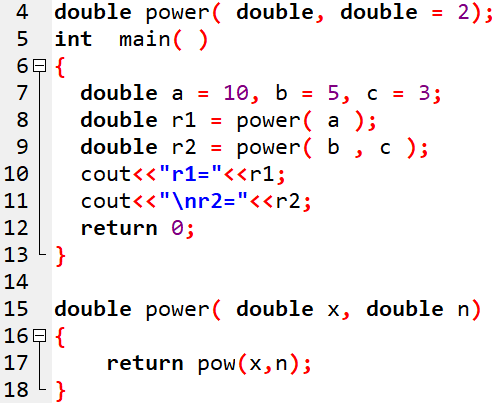 4 double power( double, double = 2);
5 int  main( )
6 {
7   double a = 10, b = 5, c = 3;
8   double r1 = power( a );
9   double r2 = power( b , c );
10   cout<<"r1="<<r1;
11   cout<<"\nr2="<<r2;
12   return 0;
13 }
14
15 double power( double x, double n)
16 {
17     return pow(x,n);
18 }